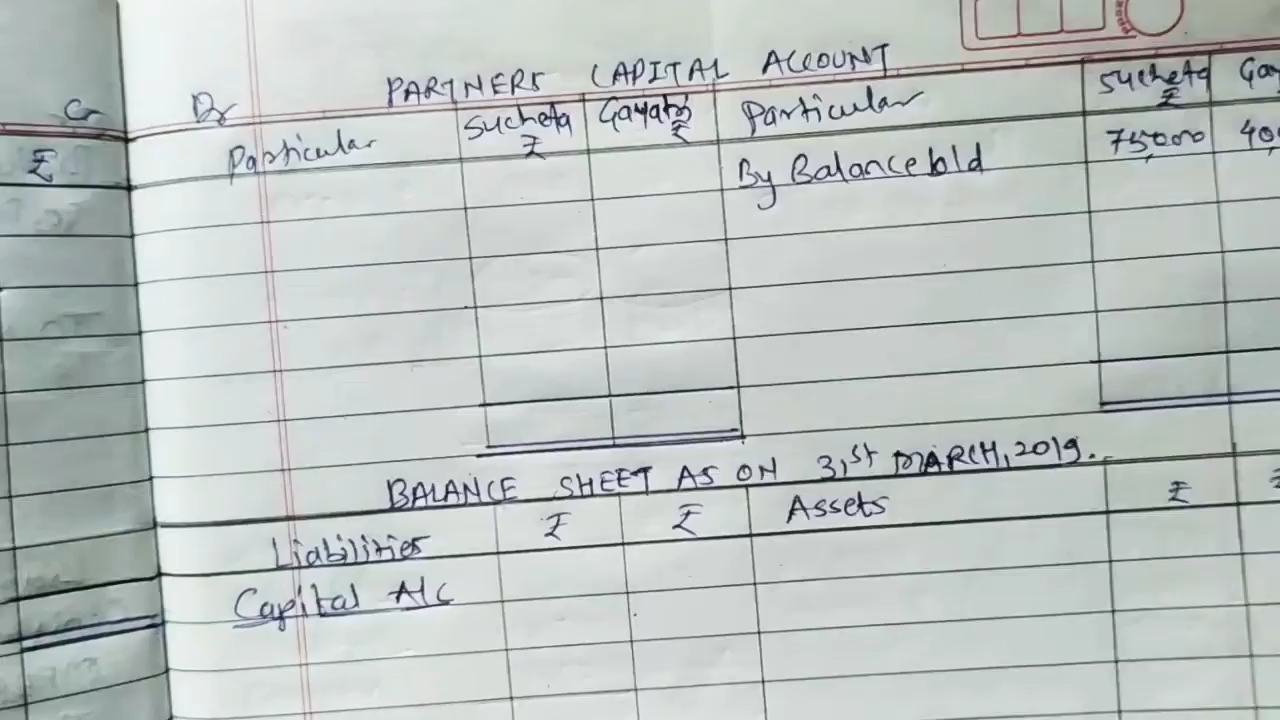 PARTNERS CAPITAL ACCOUNT
Cr Dr
Particular Sucheta ₹ Gayatri ₹ Particular Sucheta ₹
₹
By Balance b/d 75,000
BALANCE SHEET AS ON 31st MARCH, 2019.
Liabilities ₹ ₹ Assets ₹
Capital A/c